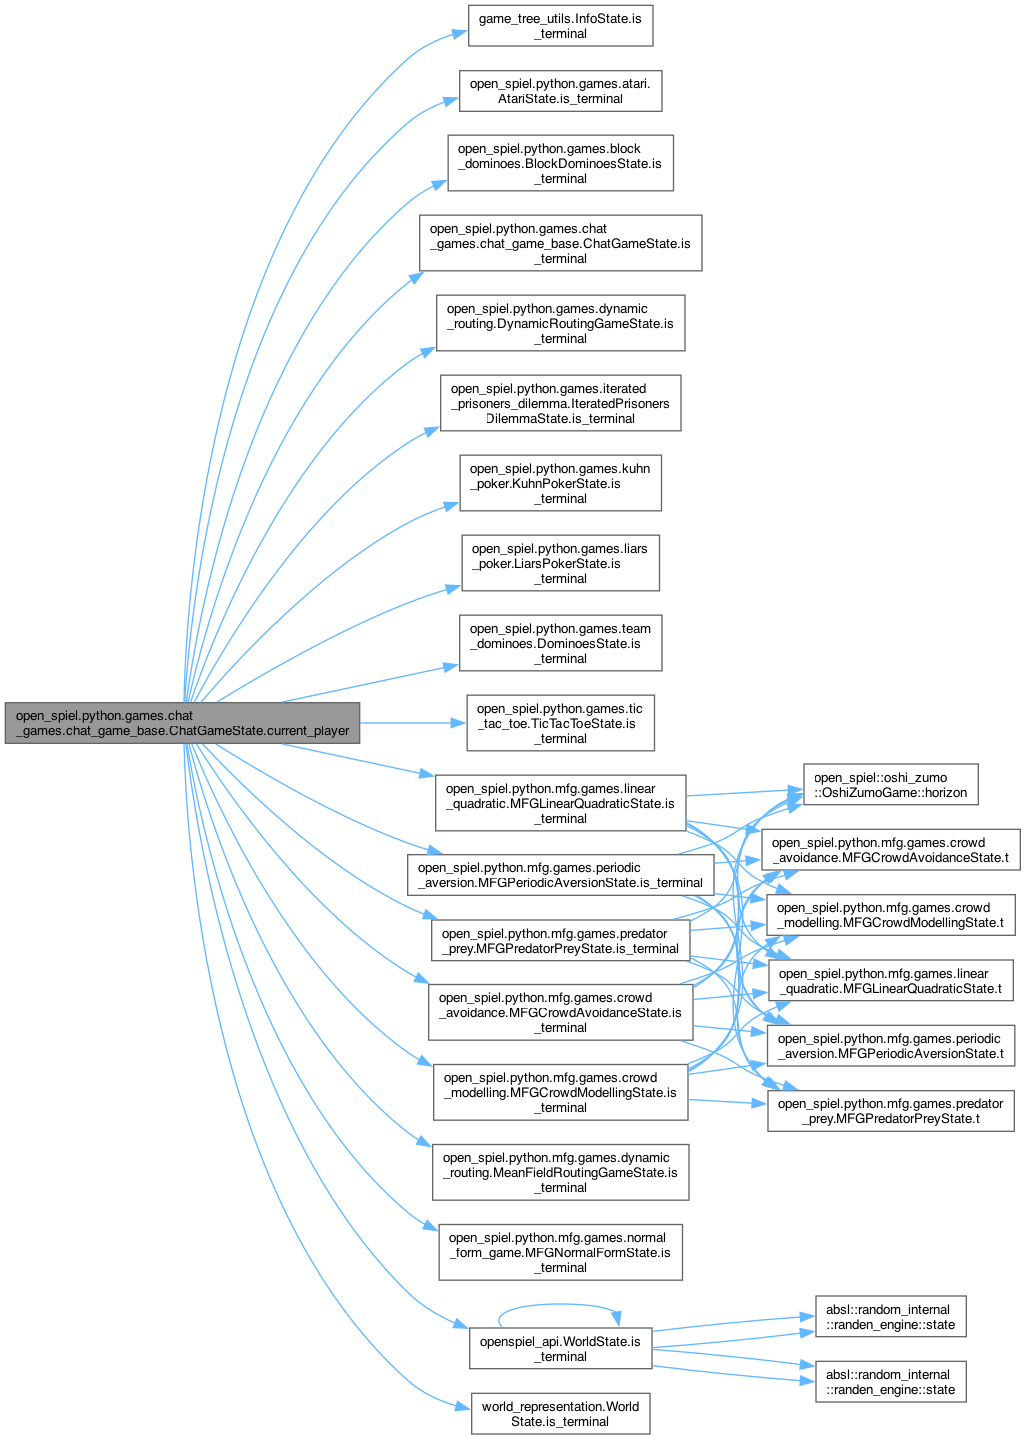 game_tree_utils.InfoState.is
_terminal
open_spiel.python.games.atari.
AtariState.is_terminal
open_spiel.python.games.block
_dominoes.BlockDominoesState.is
_terminal
open_spiel.python.games.chat
_games.chat_game_base.ChatGameState.is
_terminal
open_spiel.python.games.dynamic
_routing.DynamicRoutingGameState.is
_terminal
open_spiel.python.games.iterated
_prisoners_dilemma.IteratedPrisoners
DilemmaState.is_terminal
open_spiel.python.games.kuhn
_poker.KuhnPokerState.is
_terminal
open_spiel.python.games.liars
_poker.LiarsPokerState.is
_terminal
open_spiel.python.games.team
_dominoes.DominoesState.is
_terminal
open_spiel.python.games.chat
_games.chat_game_base.ChatGameState.current_player
open_spiel.python.games.tic
_tac_toe.TicTacToeState.is
_terminal
open_spiel.python.mfg.games.linear
_quadratic.MFGLinearQuadraticState.is
_terminal
open_spiel.python.mfg.games.periodic
_aversion.MFGPeriodicAversionState.is_terminal
open_spiel.python.mfg.games.predator
_prey.MFGPredatorPreyState.is_terminal
open_spiel.python.mfg.games.crowd
_avoidance.MFGCrowdAvoidanceState.is
_terminal
open_spiel.python.mfg.games.crowd
_modelling.MFGCrowdModellingState.is
_terminal
open_spiel.python.mfg.games.dynamic
_routing.MeanFieldRoutingGameState.is
_terminal
open_spiel.python.mfg.games.normal
_form_game.MFGNormalFormState.is
_terminal
openspiel_api.WorldState.is
_terminal
world_representation.World
State.is_terminal
open_spiel::oshi_zumo
::OshiZumoGame::horizon
open_spiel.python.mfg.games.crowd
_avoidance.MFGCrowdAvoidanceState.t
open_spiel.python.mfg.games.crowd
_modelling.MFGCrowdModellingState.t
open_spiel.python.mfg.games.linear
_quadratic.MFGLinearQuadraticState.t
open_spiel.python.mfg.games.periodic
_aversion.MFGPeriodicAversionState.t
open_spiel.python.mfg.games.predator
_prey.MFGPredatorPreyState.t
absl::random_internal
::randen_engine::state
absl::random_internal
::randen_engine::state